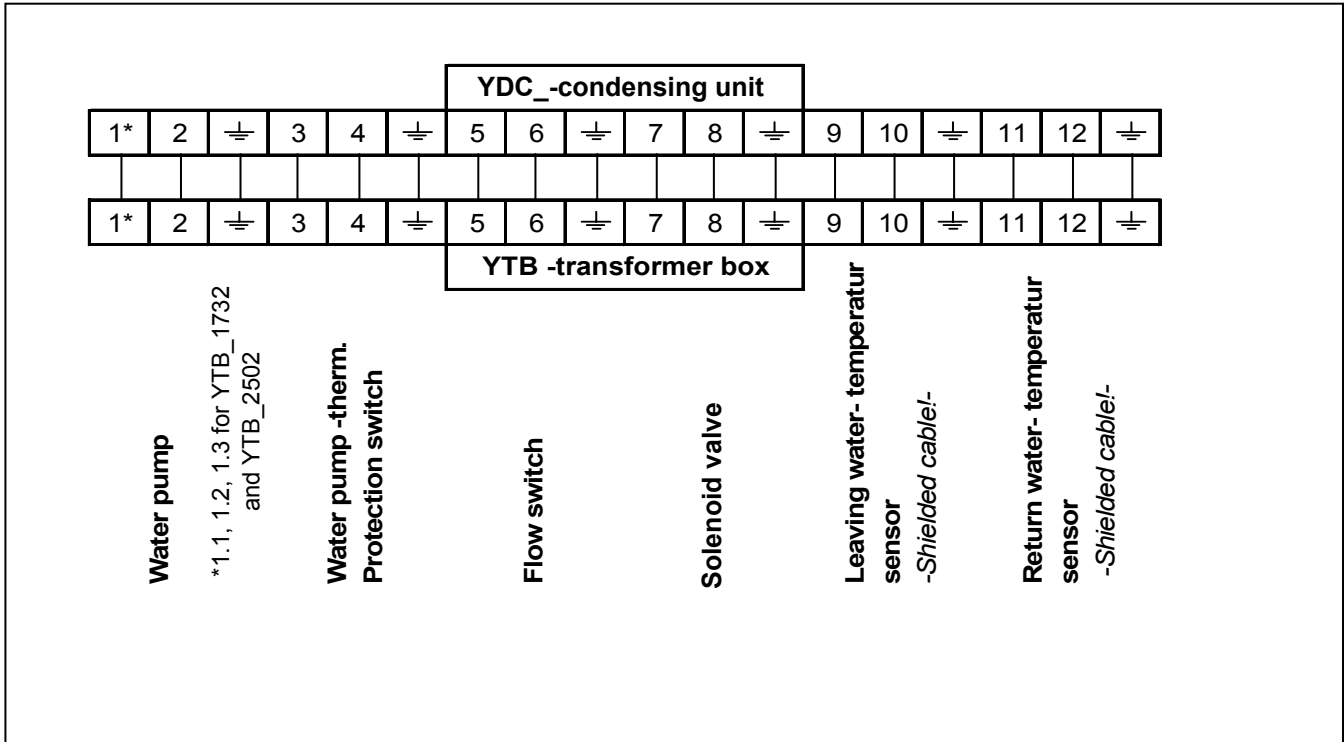 YDC_-condensing unit
1* 2 ⏚ 3 4 ⏚ 5 6 ⏚ 7 8 ⏚ 9 10 ⏚ 11 12 ⏚
1* 2 ⏚ 3 4 ⏚ 5 6 ⏚ 7 8 ⏚ 9 10 ⏚ 11 12 ⏚
YTB -transformer box
Water pump
*1.1, 1.2, 1.3 for YTB_1732
and YTB_2502
Water pump -therm.
Protection switch
Flow switch
Solenoid valve
Leaving water- temperatur
sensor
-Shielded cable!-
Return water- temperatur
sensor
-Shielded cable!-